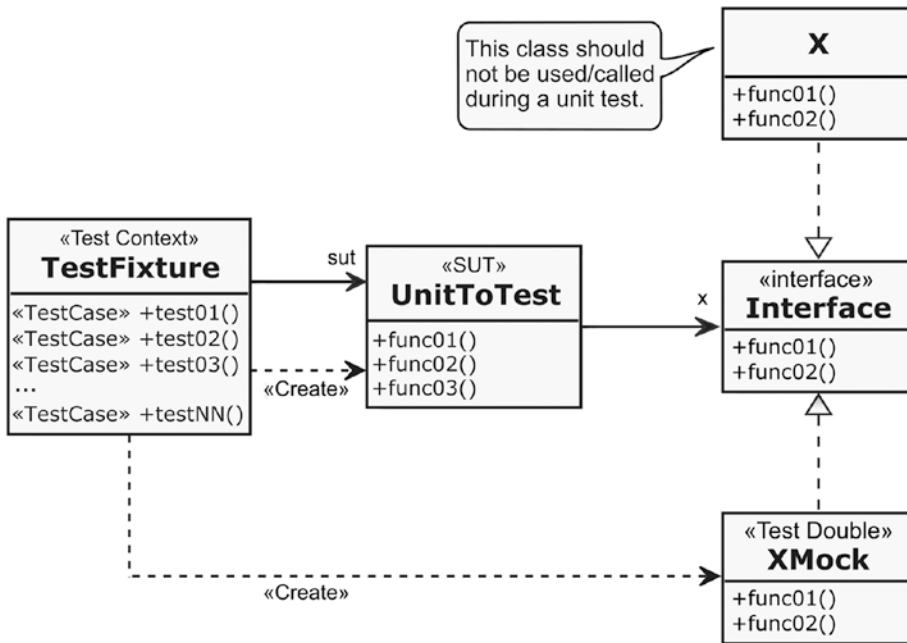 This class should
not be used/called
during a unit test.
X
+func01()
+func02()
«Test Context»
TestFixture
«TestCase» +test01()
«TestCase» +test02()
«TestCase» +test03()
...
«TestCase» +testNN()
sut
«Create»
«SUT»
UnitToTest
+func01()
+func02()
+func03()
x
«interface»
Interface
+func01()
+func02()
«Create»
«Test Double»
XMock
+func01()
+func02()